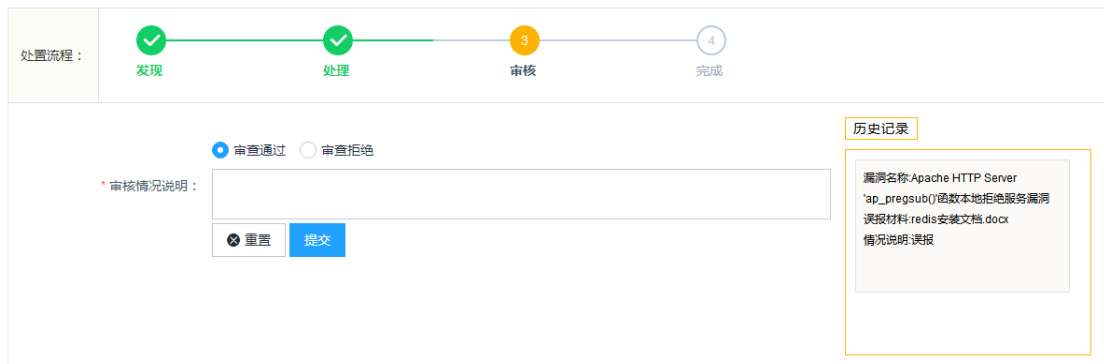 处置流程：
3
4
发现
处理
审核
完成
历史记录
审查通过
审查拒绝
* 审核情况说明：
漏洞名称:Apache HTTP Server
'ap_pregsub()'函数本地拒绝服务漏洞
误报材料:redis安装文档.docx
情况说明:误报
重置
提交